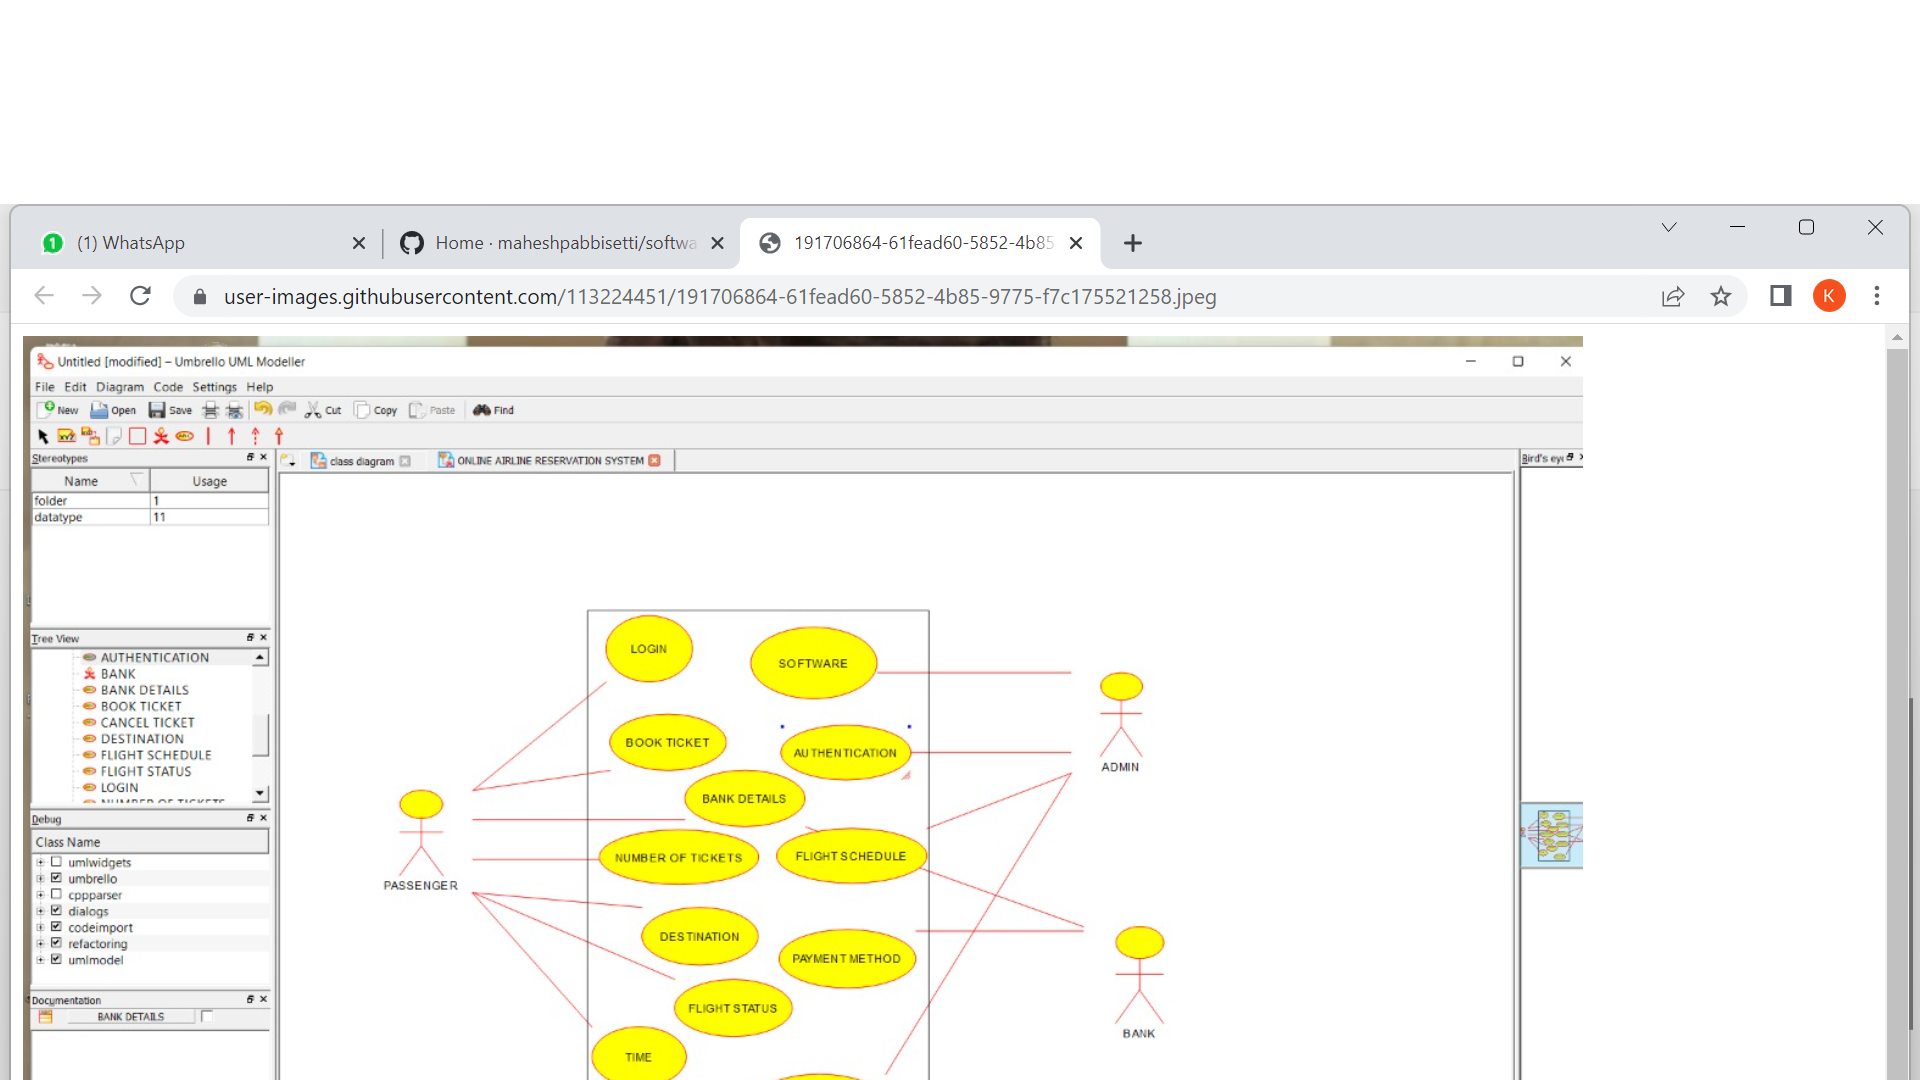 1 (1) WhatsApp
Home · maheshpabbisetti/softwa
191706864-61fead60-5852-4b85
user-images.githubusercontent.com/113224451/191706864-61fead60-5852-4b85-9775-f7c175521258.jpeg
K
Untitled [modified] – Umbrello UML Modeller
File Edit Diagram Code Settings Help
New Open Save Cut Copy Paste Find
Stereotypes
class diagram
ONLINE AIRLINE RESERVATION SYSTEM
Bird's eye
Name Usage
folder 1
datatype 11
Tree View
AUTHENTICATION
BANK
BANK DETAILS
BOOK TICKET
CANCEL TICKET
DESTINATION
FLIGHT SCHEDULE
FLIGHT STATUS
LOGIN
NUMBER OF TICKETS
Debug
Class Name
umlwidgets
umbrello
cppparser
dialogs
codeimport
refactoring
umlmodel
Documentation
BANK DETAILS
LOGIN
SOFTWARE
BOOK TICKET
AUTHENTICATION
ADMIN
BANK DETAILS
NUMBER OF TICKETS
FLIGHT SCHEDULE
PASSENGER
DESTINATION
PAYMENT METHOD
FLIGHT STATUS
BANK
TIME